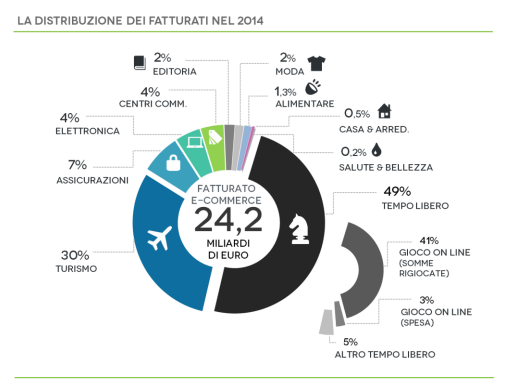 LA DISTRIBUZIONE DEI FATTURATI NEL 2014
2%
EDITORIA
2%
MODA
4%
CENTRI COMM.
1,3%
ALIMENTARE
4%
ELETTRONICA
0,5%
CASA & ARRED.
7%
ASSICURAZIONI
0,2%
SALUTE & BELLEZZA
FATTURATO
E-COMMERCE
24,2
MILIARDI
DI EURO
49%
TEMPO LIBERO
30%
TURISMO
41%
GIOCO ON LINE
(SOMME
RIGIOCATE)
3%
GIOCO ON LINE
(SPESA)
5%
ALTRO TEMPO LIBERO